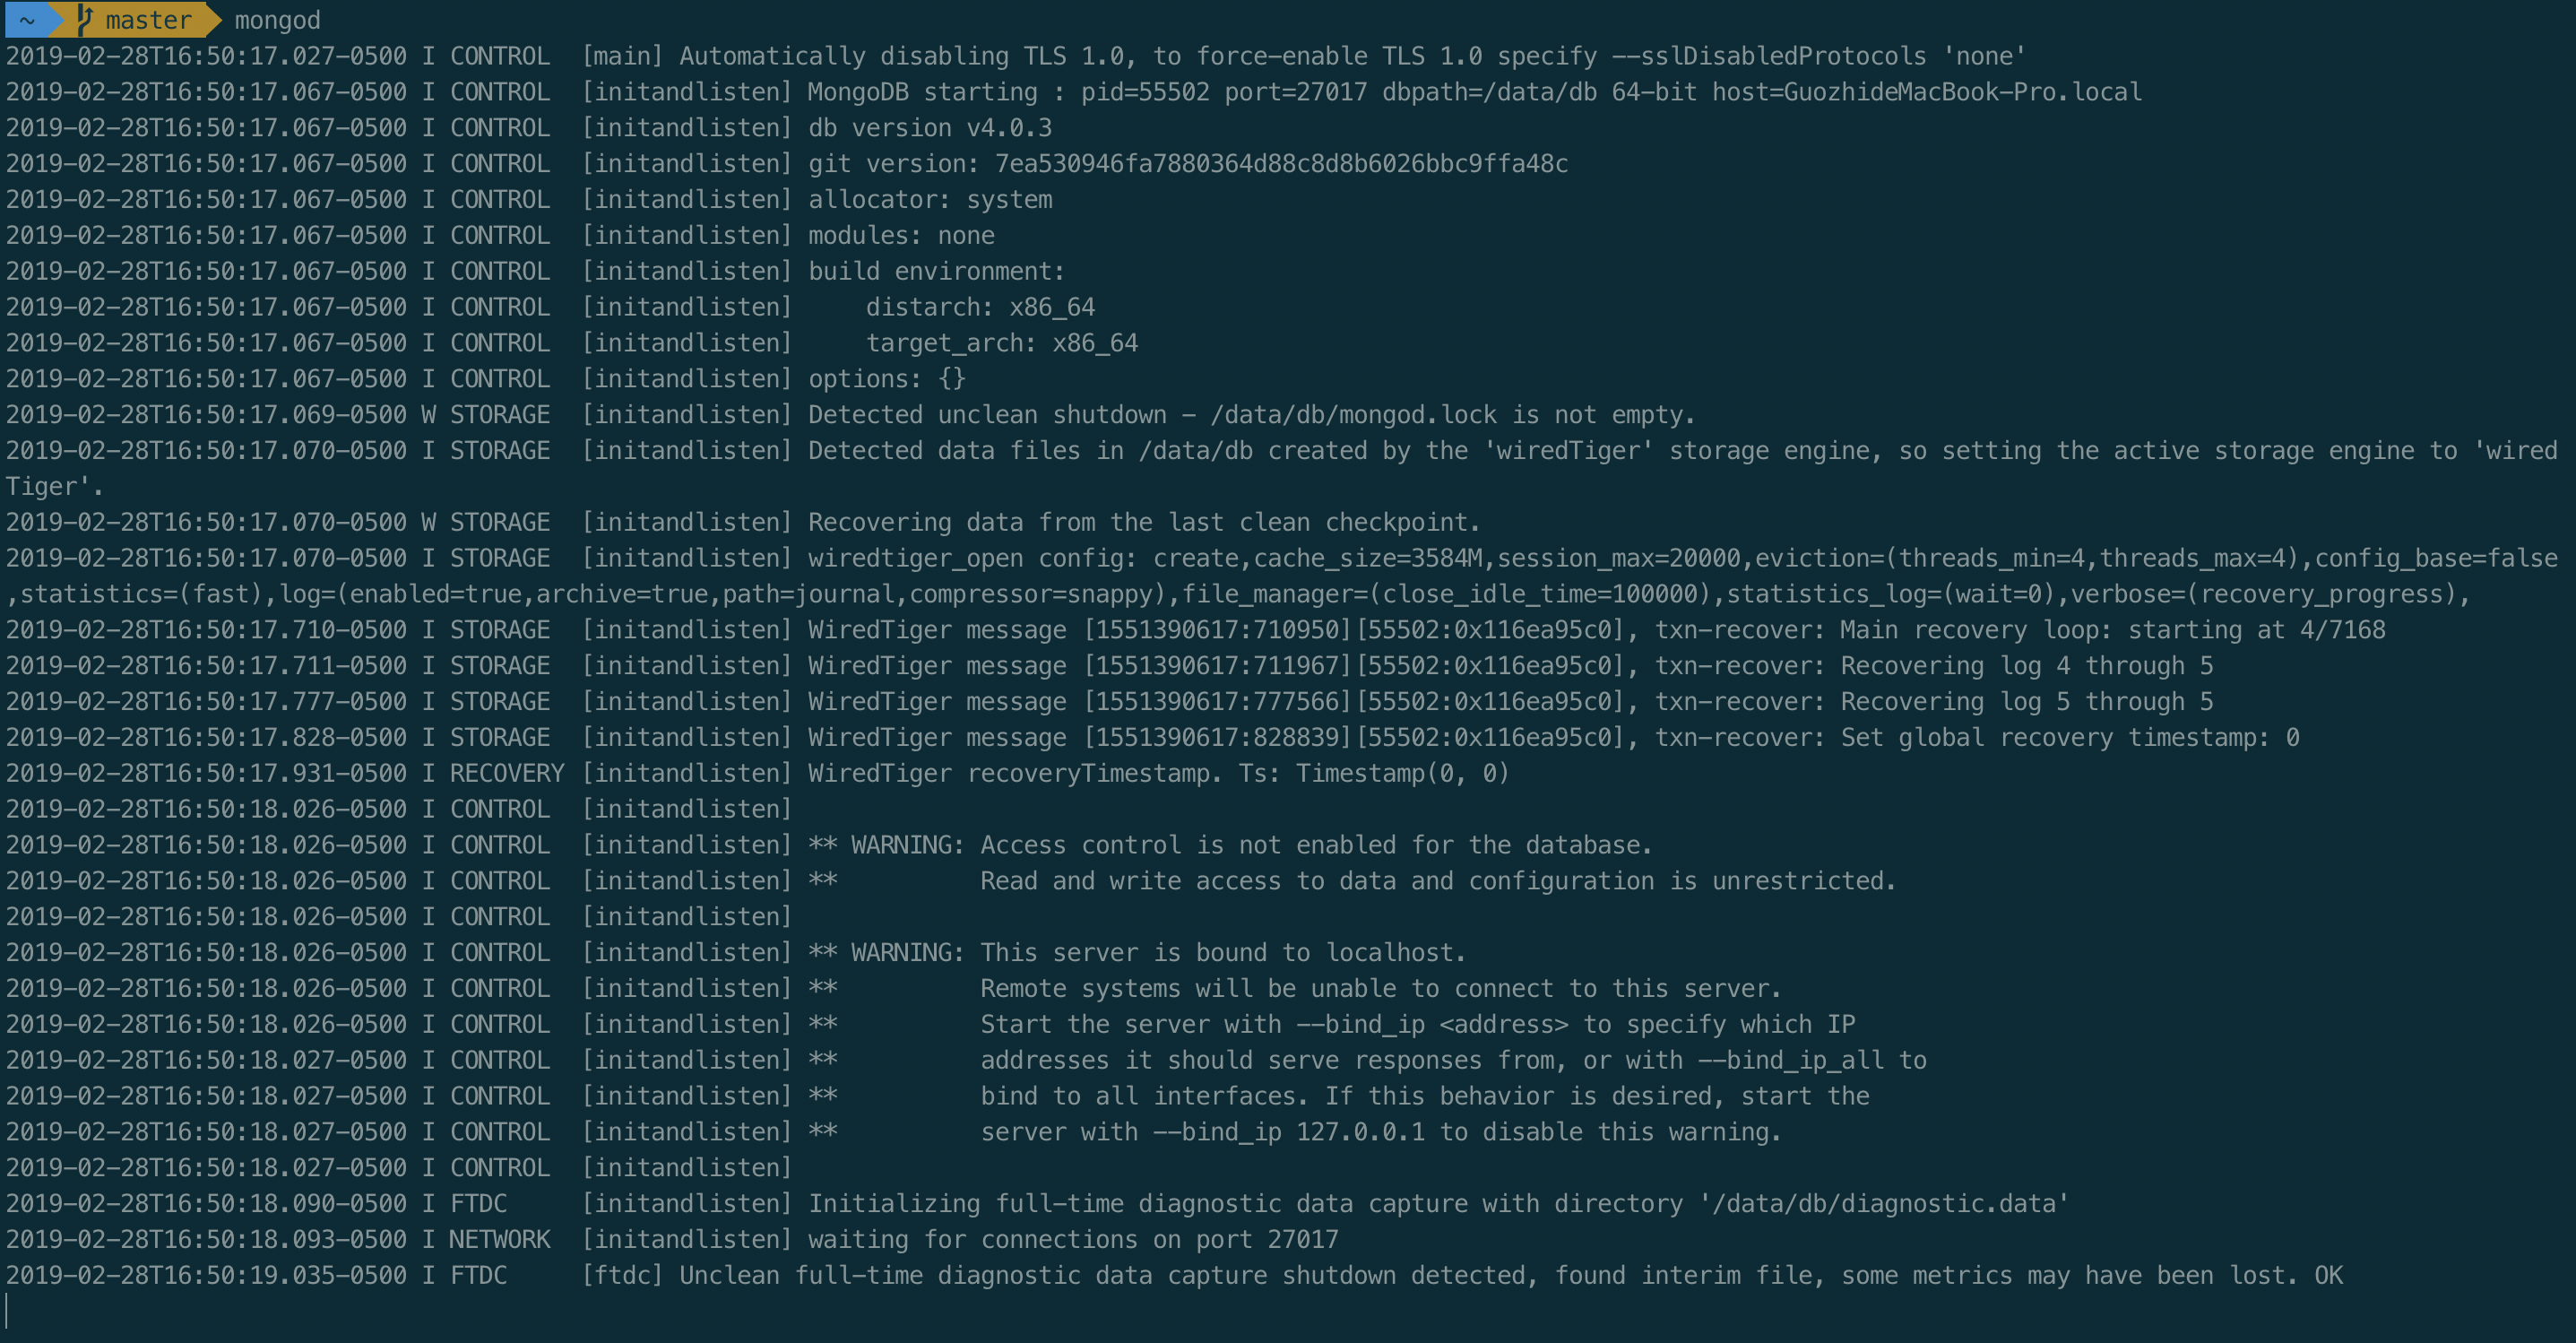 ~ master mongod
2019-02-28T16:50:17.027-0500 I CONTROL  [main] Automatically disabling TLS 1.0, to force-enable TLS 1.0 specify --sslDisabledProtocols 'none'
2019-02-28T16:50:17.067-0500 I CONTROL  [initandlisten] MongoDB starting : pid=55502 port=27017 dbpath=/data/db 64-bit host=GuozhideMacBook-Pro.local
2019-02-28T16:50:17.067-0500 I CONTROL  [initandlisten] db version v4.0.3
2019-02-28T16:50:17.067-0500 I CONTROL  [initandlisten] git version: 7ea530946fa7880364d88c8d8b6026bbc9ffa48c
2019-02-28T16:50:17.067-0500 I CONTROL  [initandlisten] allocator: system
2019-02-28T16:50:17.067-0500 I CONTROL  [initandlisten] modules: none
2019-02-28T16:50:17.067-0500 I CONTROL  [initandlisten] build environment:
2019-02-28T16:50:17.067-0500 I CONTROL  [initandlisten]     distarch: x86_64
2019-02-28T16:50:17.067-0500 I CONTROL  [initandlisten]     target_arch: x86_64
2019-02-28T16:50:17.067-0500 I CONTROL  [initandlisten] options: {}
2019-02-28T16:50:17.069-0500 W STORAGE  [initandlisten] Detected unclean shutdown - /data/db/mongod.lock is not empty.
2019-02-28T16:50:17.070-0500 I STORAGE  [initandlisten] Detected data files in /data/db created by the 'wiredTiger' storage engine, so setting the active storage engine to 'wired
Tiger'.
2019-02-28T16:50:17.070-0500 W STORAGE  [initandlisten] Recovering data from the last clean checkpoint.
2019-02-28T16:50:17.070-0500 I STORAGE  [initandlisten] wiredtiger_open config: create,cache_size=3584M,session_max=20000,eviction=(threads_min=4,threads_max=4),config_base=false
,statistics=(fast),log=(enabled=true,archive=true,path=journal,compressor=snappy),file_manager=(close_idle_time=100000),statistics_log=(wait=0),verbose=(recovery_progress),
2019-02-28T16:50:17.710-0500 I STORAGE  [initandlisten] WiredTiger message [1551390617:710950][55502:0x116ea95c0], txn-recover: Main recovery loop: starting at 4/7168
2019-02-28T16:50:17.711-0500 I STORAGE  [initandlisten] WiredTiger message [1551390617:711967][55502:0x116ea95c0], txn-recover: Recovering log 4 through 5
2019-02-28T16:50:17.777-0500 I STORAGE  [initandlisten] WiredTiger message [1551390617:777566][55502:0x116ea95c0], txn-recover: Recovering log 5 through 5
2019-02-28T16:50:17.828-0500 I STORAGE  [initandlisten] WiredTiger message [1551390617:828839][55502:0x116ea95c0], txn-recover: Set global recovery timestamp: 0
2019-02-28T16:50:17.931-0500 I RECOVERY [initandlisten] WiredTiger recoveryTimestamp. Ts: Timestamp(0, 0)
2019-02-28T16:50:18.026-0500 I CONTROL  [initandlisten]
2019-02-28T16:50:18.026-0500 I CONTROL  [initandlisten] ** WARNING: Access control is not enabled for the database.
2019-02-28T16:50:18.026-0500 I CONTROL  [initandlisten] **          Read and write access to data and configuration is unrestricted.
2019-02-28T16:50:18.026-0500 I CONTROL  [initandlisten]
2019-02-28T16:50:18.026-0500 I CONTROL  [initandlisten] ** WARNING: This server is bound to localhost.
2019-02-28T16:50:18.026-0500 I CONTROL  [initandlisten] **          Remote systems will be unable to connect to this server.
2019-02-28T16:50:18.026-0500 I CONTROL  [initandlisten] **          Start the server with --bind_ip <address> to specify which IP
2019-02-28T16:50:18.027-0500 I CONTROL  [initandlisten] **          addresses it should serve responses from, or with --bind_ip_all to
2019-02-28T16:50:18.027-0500 I CONTROL  [initandlisten] **          bind to all interfaces. If this behavior is desired, start the
2019-02-28T16:50:18.027-0500 I CONTROL  [initandlisten] **          server with --bind_ip 127.0.0.1 to disable this warning.
2019-02-28T16:50:18.027-0500 I CONTROL  [initandlisten]
2019-02-28T16:50:18.090-0500 I FTDC     [initandlisten] Initializing full-time diagnostic data capture with directory '/data/db/diagnostic.data'
2019-02-28T16:50:18.093-0500 I NETWORK  [initandlisten] waiting for connections on port 27017
2019-02-28T16:50:19.035-0500 I FTDC     [ftdc] Unclean full-time diagnostic data capture shutdown detected, found interim file, some metrics may have been lost. OK